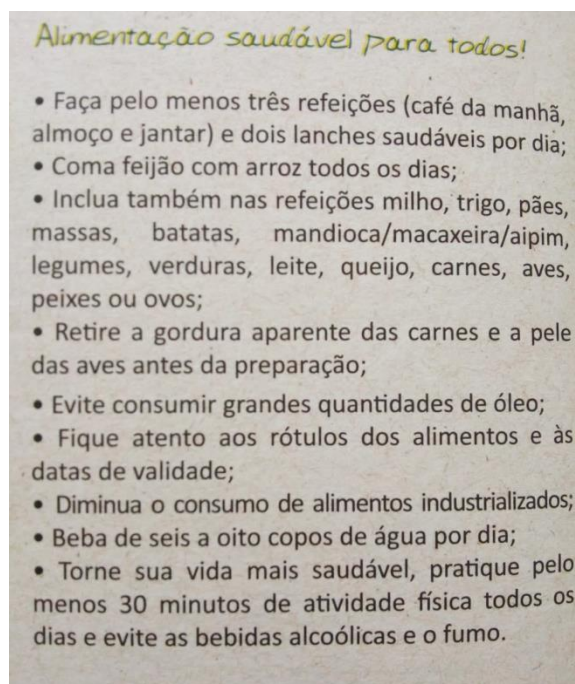 Alimentação saudável para todos!
• Faça pelo menos três refeições (café da manhã,
almoço e jantar) e dois lanches saudáveis por dia;
• Coma feijão com arroz todos os dias;
• Inclua também nas refeições milho, trigo, pães,
massas, batatas, mandioca/macaxeira/aipim,
legumes, verduras, leite, queijo, carnes, aves,
peixes ou ovos;
• Retire a gordura aparente das carnes e a pele
das aves antes da preparação;
• Evite consumir grandes quantidades de óleo;
• Fique atento aos rótulos dos alimentos e às
datas de validade;
• Diminua o consumo de alimentos industrializados;
• Beba de seis a oito copos de água por dia;
• Torne sua vida mais saudável, pratique pelo
menos 30 minutos de atividade física todos os
dias e evite as bebidas alcoólicas e o fumo.